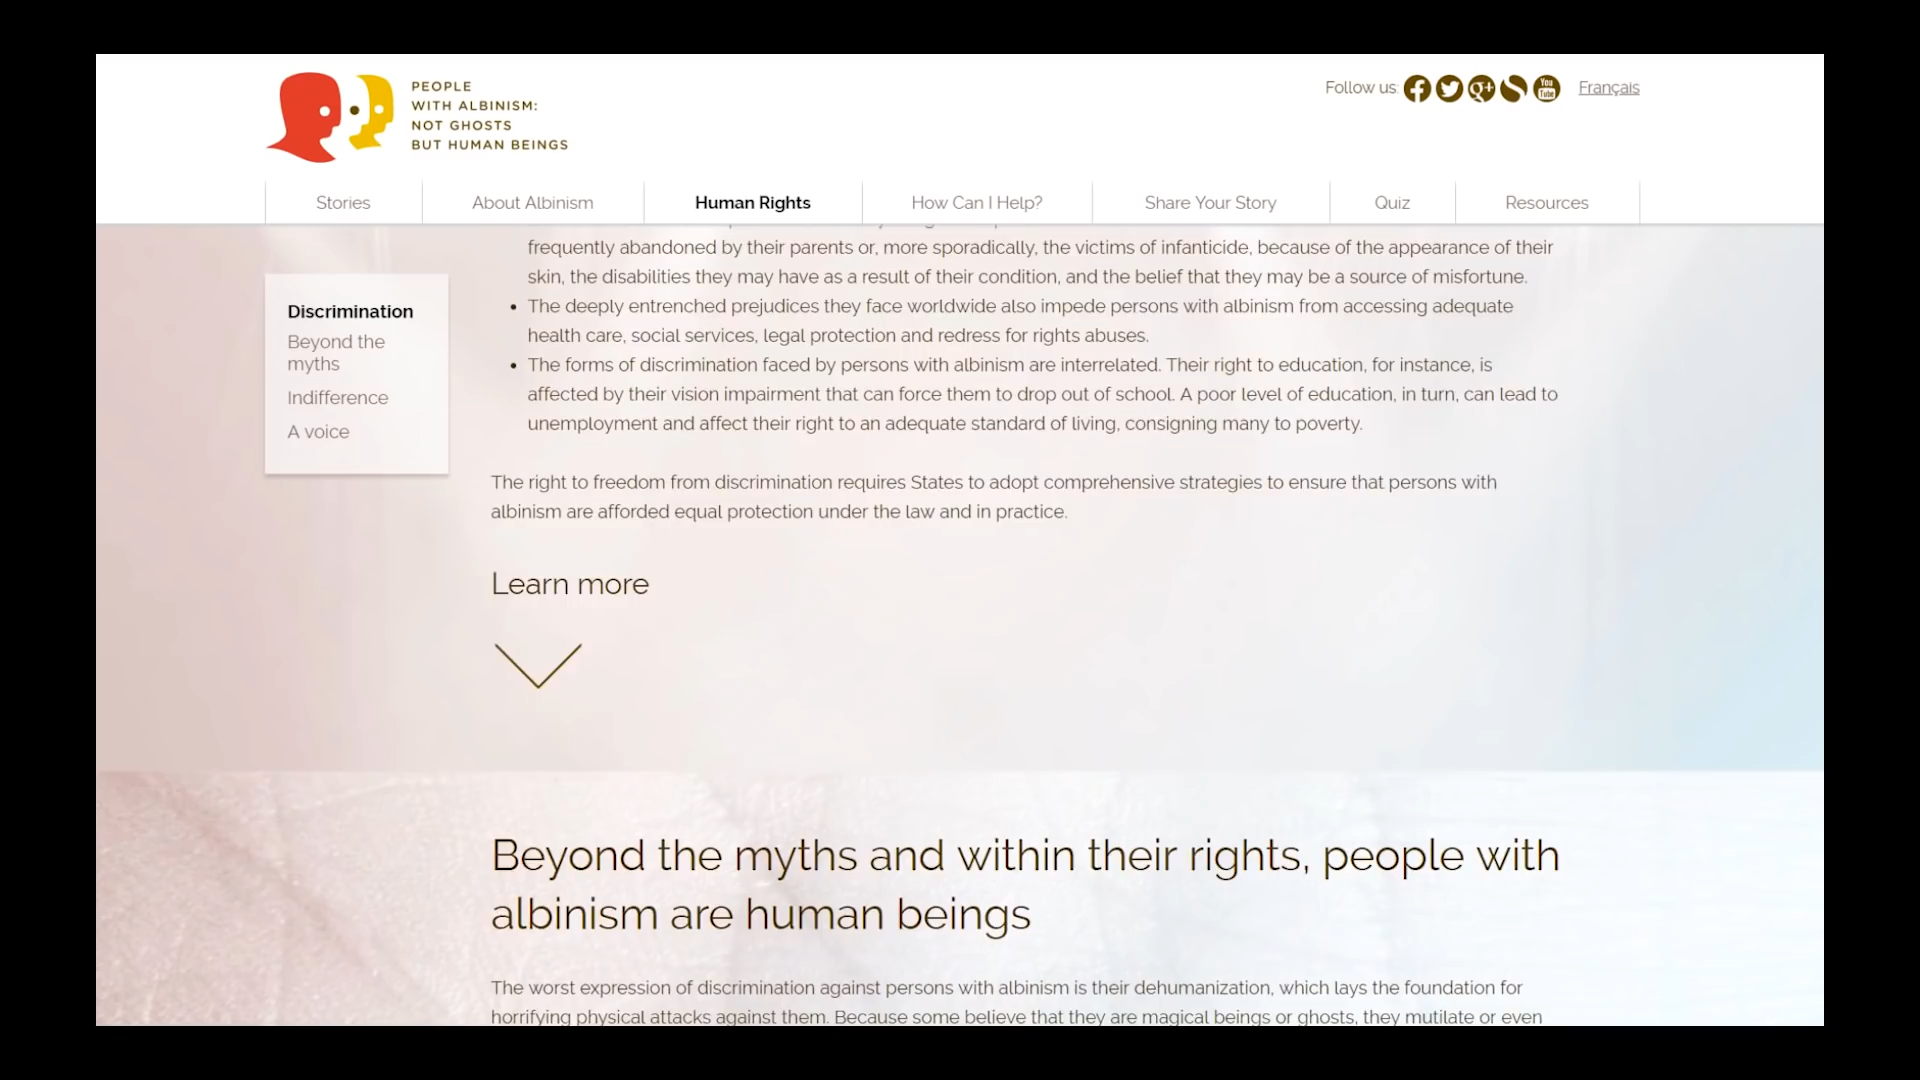 PEOPLE
WITH ALBINISM:
NOT GHOSTS
BUT HUMAN BEINGS
Follow us:
Français
Stories
About Albinism
Human Rights
How Can I Help?
Share Your Story
Quiz
Resources
Discrimination
Beyond the
myths
Indifference
A voice
frequently abandoned by their parents or, more sporadically, the victims of infanticide, because of the appearance of their
skin, the disabilities they may have as a result of their condition, and the belief that they may be a source of misfortune.
• The deeply entrenched prejudices they face worldwide also impede persons with albinism from accessing adequate
health care, social services, legal protection and redress for rights abuses.
• The forms of discrimination faced by persons with albinism are interrelated. Their right to education, for instance, is
affected by their vision impairment that can force them to drop out of school. A poor level of education, in turn, can lead to
unemployment and affect their right to an adequate standard of living, consigning many to poverty.
The right to freedom from discrimination requires States to adopt comprehensive strategies to ensure that persons with
albinism are afforded equal protection under the law and in practice.
Learn more
Beyond the myths and within their rights, people with
albinism are human beings
The worst expression of discrimination against persons with albinism is their dehumanization, which lays the foundation for
horrifying physical attacks against them. Because some believe that they are magical beings or ghosts, they mutilate or even